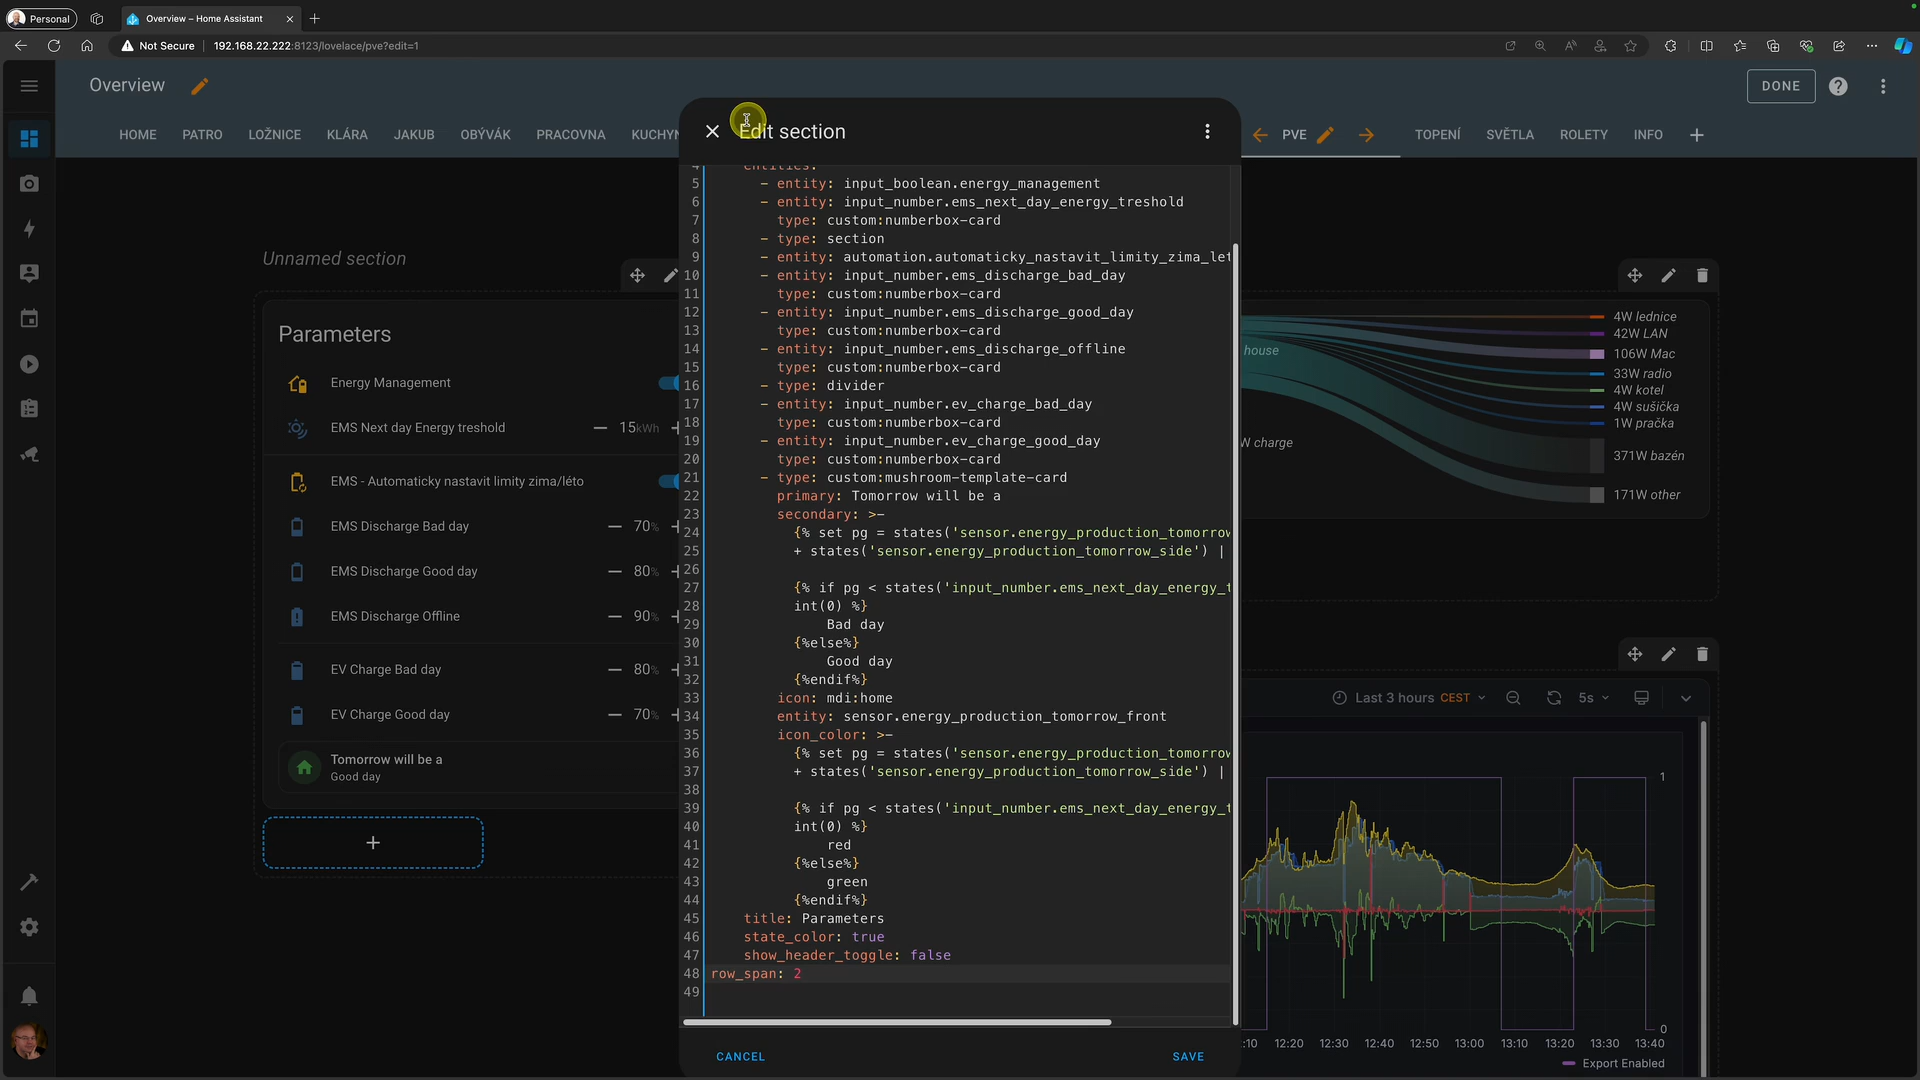 Personal
Overview – Home Assistant
Not Secure
192.168.22.222:8123/lovelace/pve?edit=1
Overview
DONE
HOME
PATRO
LOŽNICE
KLÁRA
JAKUB
OBÝVÁK
PRACOVNA
KUCHYN
PVE
TOPENÍ
SVĚTLA
ROLETY
INFO
Unnamed section
Parameters
Energy Management
EMS Next day Energy treshold
15kWh
EMS - Automaticky nastavit limity zima/léto
EMS Discharge Bad day
70%
EMS Discharge Good day
80%
EMS Discharge Offline
90%
EV Charge Bad day
80%
EV Charge Good day
70%
Tomorrow will be a
Good day
Edit section
4 entities:
5 - entity: input_boolean.energy_management
6 - entity: input_number.ems_next_day_energy_treshold
7 type: custom:numberbox-card
8 - type: section
9 - entity: automation.automaticky_nastavit_limity_zima_let
10 - entity: input_number.ems_discharge_bad_day
11 type: custom:numberbox-card
12 - entity: input_number.ems_discharge_good_day
13 type: custom:numberbox-card
14 - entity: input_number.ems_discharge_offline
15 type: custom:numberbox-card
16 - type: divider
17 - entity: input_number.ev_charge_bad_day
18 type: custom:numberbox-card
19 - entity: input_number.ev_charge_good_day
20 type: custom:numberbox-card
21 - type: custom:mushroom-template-card
22 primary: Tomorrow will be a
23 secondary: >-
24 {% set pg = states('sensor.energy_production_tomorrow
25 + states('sensor.energy_production_tomorrow_side') |
26
27 {% if pg < states('input_number.ems_next_day_energy_t
28 int(0) %}
29 Bad day
30 {%else%}
31 Good day
32 {%endif%}
33 icon: mdi:home
34 entity: sensor.energy_production_tomorrow_front
35 icon_color: >-
36 {% set pg = states('sensor.energy_production_tomorrow
37 + states('sensor.energy_production_tomorrow_side') |
38
39 {% if pg < states('input_number.ems_next_day_energy_t
40 int(0) %}
41 red
42 {%else%}
43 green
44 {%endif%}
45 title: Parameters
46 state_color: true
47 show_header_toggle: false
48 row_span: 2
49
CANCEL
SAVE
house
W charge
4W lednice
42W LAN
106W Mac
33W radio
4W kotel
4W sušička
1W pračka
371W bazén
171W other
Last 3 hours CEST
5s
1
0
:10 12:20 12:30 12:40 12:50 13:00 13:10 13:20 13:30 13:40
Export Enabled